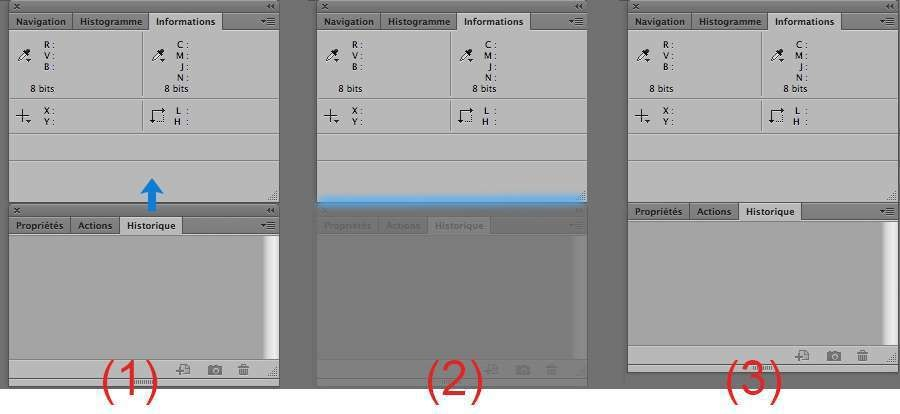 Navigation Histogramme Informations
R :
V :
B :
8 bits
C :
M :
J :
N :
8 bits
X :
Y :
L :
H :
Propriétés Actions Historique
(1)
Navigation Histogramme Informations
R :
V :
B :
8 bits
C :
M :
J :
N :
8 bits
X :
Y :
L :
H :
Propriétés Actions Historique
(2)
Navigation Histogramme Informations
R :
V :
B :
8 bits
C :
M :
J :
N :
8 bits
X :
Y :
L :
H :
Propriétés Actions Historique
(3)